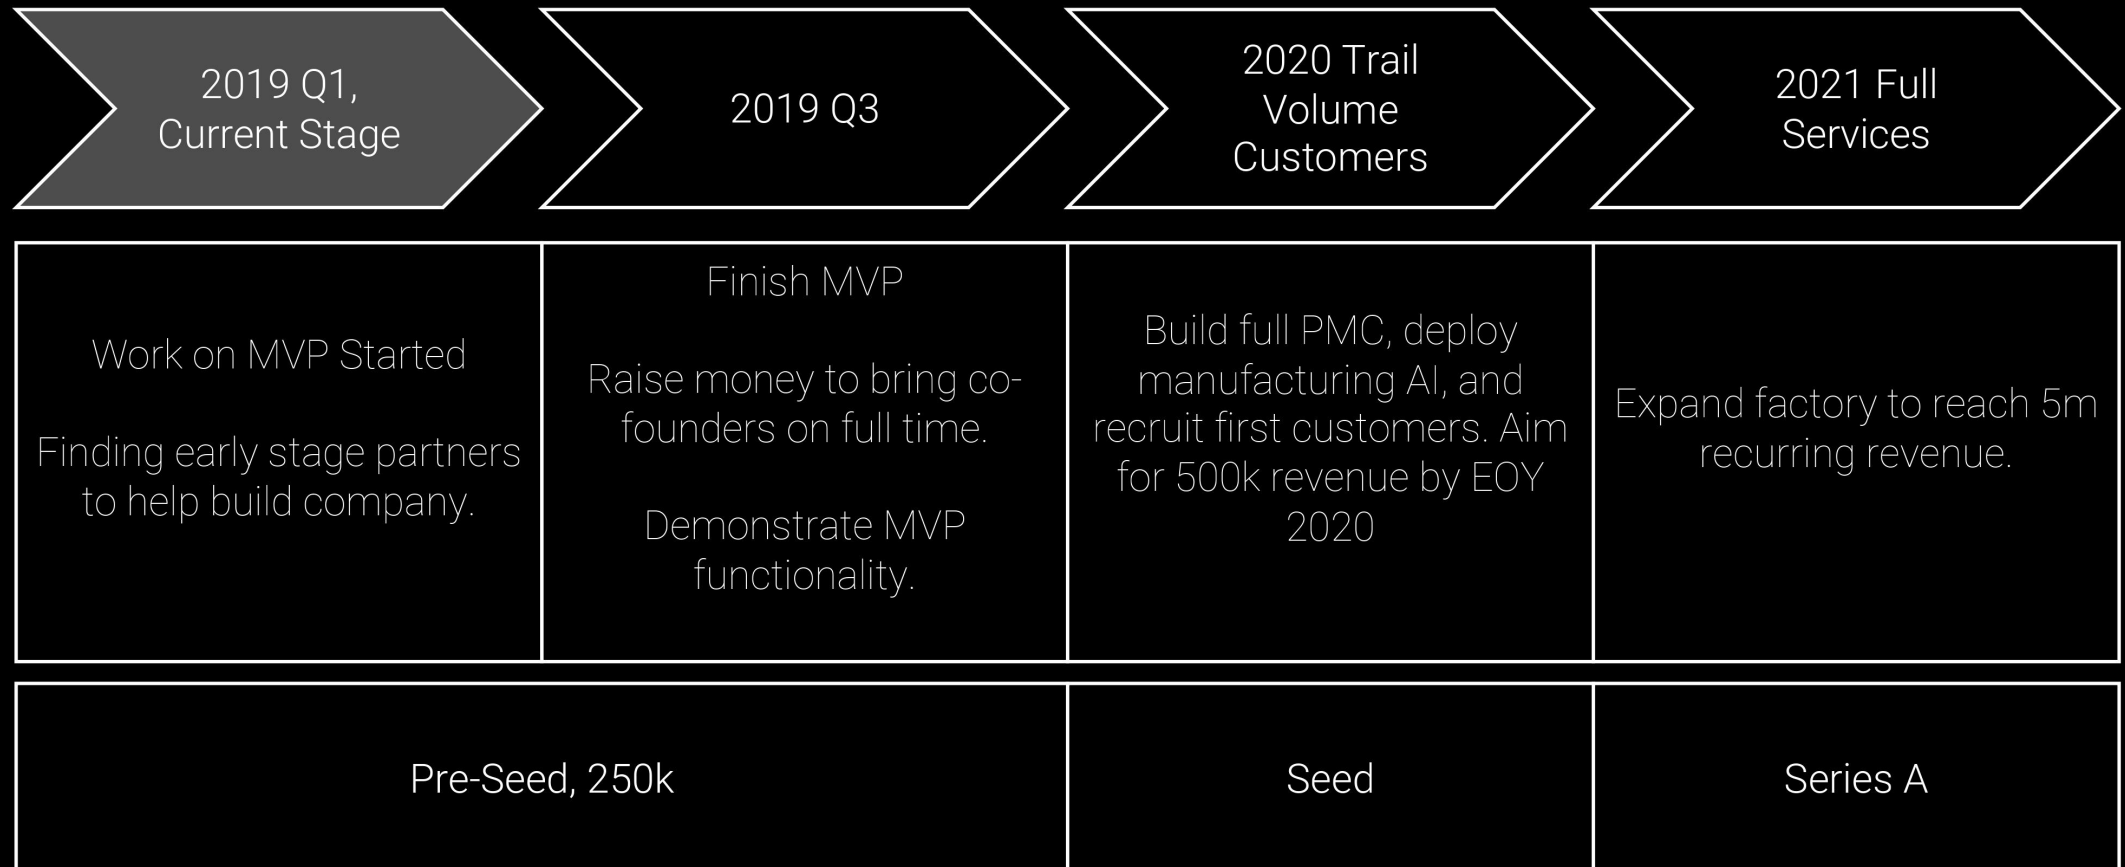 2019 Q1,
Current Stage
2019 Q3
2020 Trail
Volume
Customers
2021 Full
Services
Work on MVP Started
Finding early stage partners
to help build company.
Finish MVP
Raise money to bring co-
founders on full time.
Demonstrate MVP
functionality.
Build full PMC, deploy
manufacturing AI, and
recruit first customers. Aim
for 500k revenue by EOY
2020
Expand factory to reach 5m
recurring revenue.
Pre-Seed, 250k
Seed
Series A